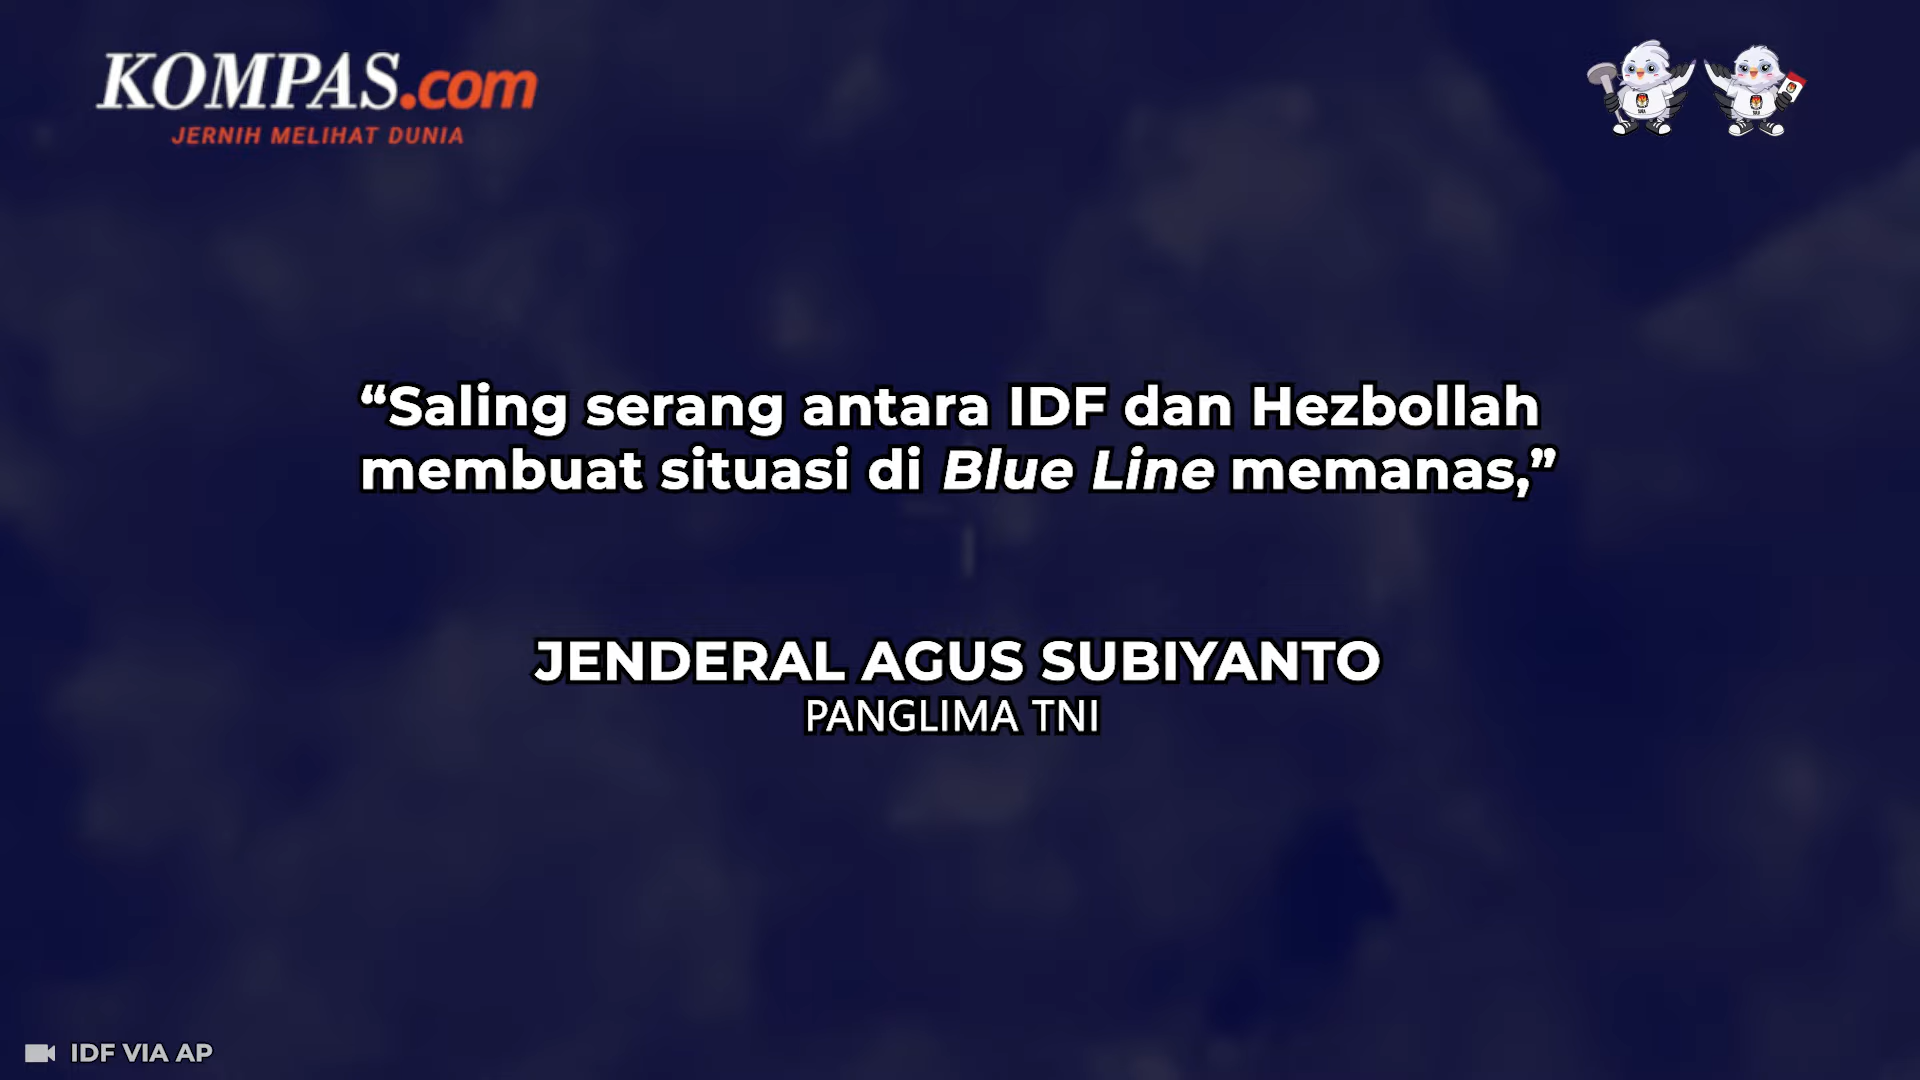 KOMPAS.com
JERNIH MELIHAT DUNIA
“Saling serang antara IDF dan Hezbollah
membuat situasi di Blue Line memanas,”
JENDERAL AGUS SUBIYANTO
PANGLIMA TNI
IDF VIA AP